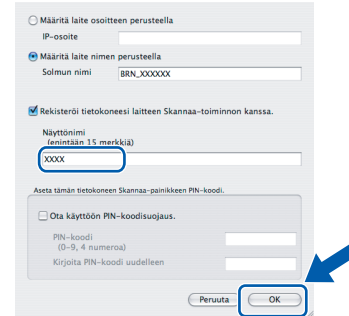 Määritä laite osoitteen perusteella
IP-osoite
Määritä laite nimen perusteella
Solmun nimi
BRN_XXXXXX
Rekisteröi tietokoneesi laitteen Skannaa-toiminnon kanssa.
Näyttönimi
(enintään 15 merkkiä)
XXXX
Aseta tämän tietokoneen Skannaa-painikkeen PIN-koodi.
Ota käyttöön PIN-koodisuojaus.
PIN-koodi
(0-9, 4 numeroa)
Kirjoita PIN-koodi uudelleen
Peruuta
OK